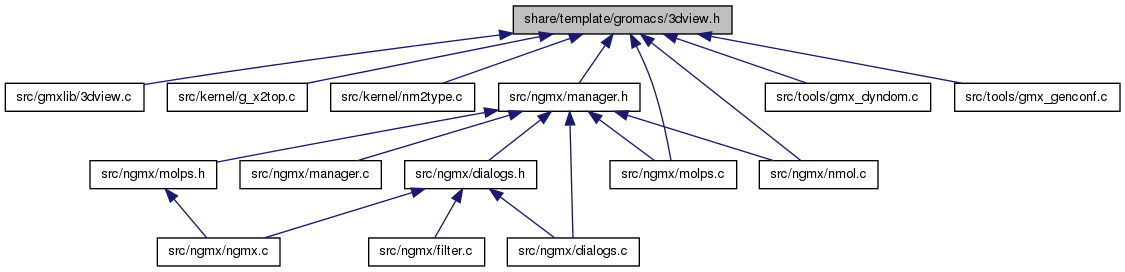 share/template/gromacs/3dview.h
src/gmxlib/3dview.c
src/kernel/g_x2top.c
src/kernel/nm2type.c
src/ngmx/manager.h
src/tools/gmx_dyndom.c
src/tools/gmx_genconf.c
src/ngmx/molps.h
src/ngmx/manager.c
src/ngmx/dialogs.h
src/ngmx/molps.c
src/ngmx/nmol.c
src/ngmx/ngmx.c
src/ngmx/filter.c
src/ngmx/dialogs.c